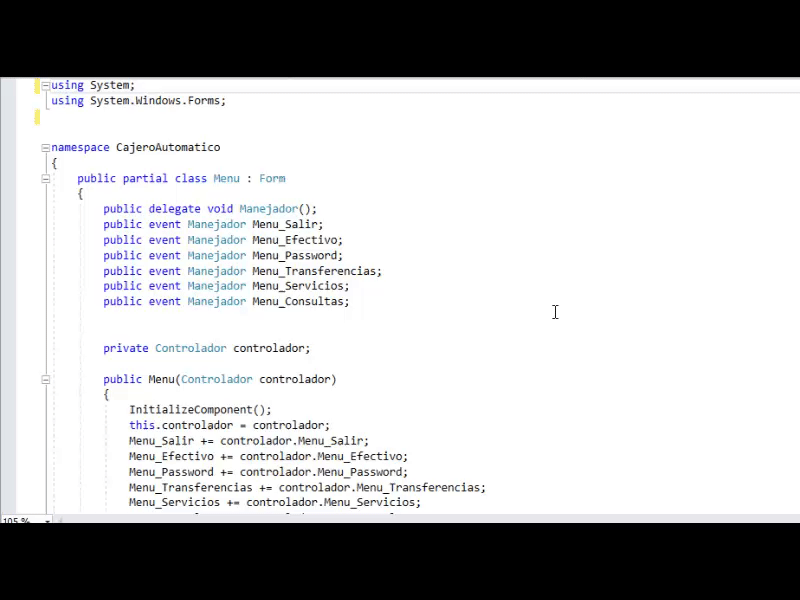 using System;
using System.Windows.Forms;
namespace CajeroAutomatico
{
public partial class Menu : Form
{
public delegate void Manejador();
public event Manejador Menu_Salir;
public event Manejador Menu_Efectivo;
public event Manejador Menu_Password;
public event Manejador Menu_Transferencias;
public event Manejador Menu_Servicios;
public event Manejador Menu_Consultas;
private Controlador controlador;
public Menu(Controlador controlador)
{
InitializeComponent();
this.controlador = controlador;
Menu_Salir += controlador.Menu_Salir;
Menu_Efectivo += controlador.Menu_Efectivo;
Menu_Password += controlador.Menu_Password;
Menu_Transferencias += controlador.Menu_Transferencias;
Menu_Servicios += controlador.Menu_Servicios;
105 %